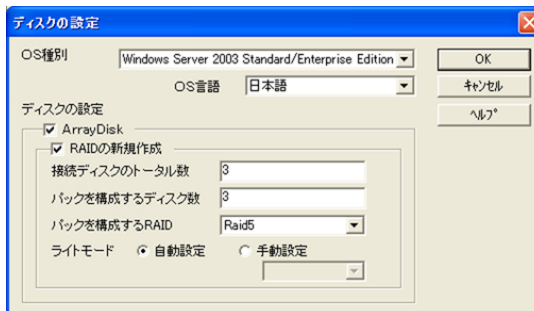 ディスクの設定
OS種別 Windows Server 2003 Standard/Enterprise Edition
OK
OS言語 日本語
キャンセル
ディスクの設定
ヘルプ
ArrayDisk
RAIDの新規作成
接続ディスクのトータル数 3
パックを構成するディスク数 3
パックを構成するRAID Raid5
ライトモード 自動設定 手動設定